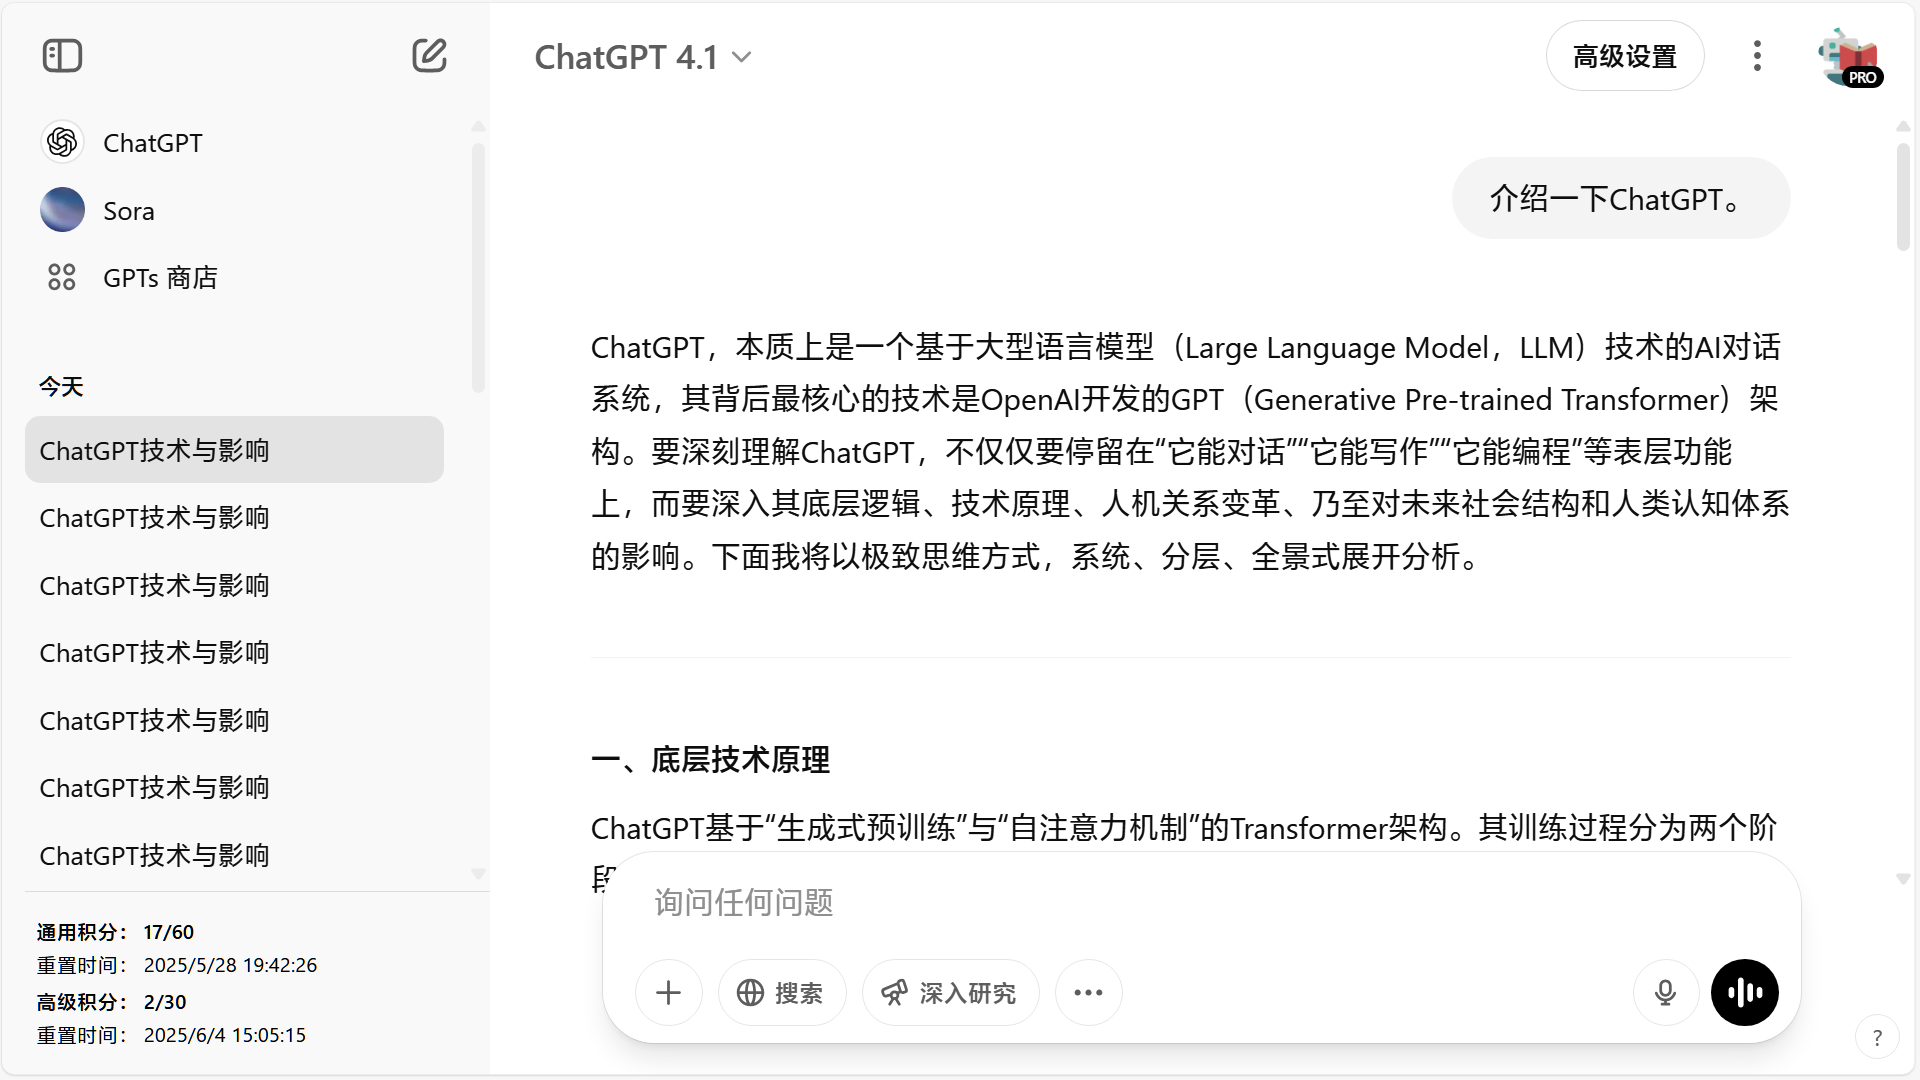 ChatGPT
Sora
GPTs 商店
今天
ChatGPT技术与影响
ChatGPT技术与影响
ChatGPT技术与影响
ChatGPT技术与影响
ChatGPT技术与影响
ChatGPT技术与影响
ChatGPT技术与影响
通用积分： 17/60
重置时间： 2025/5/28 19:42:26
高级积分： 2/30
重置时间： 2025/6/4 15:05:15
ChatGPT 4.1
高级设置
PRO
介绍一下ChatGPT。
ChatGPT，本质上是一个基于大型语言模型（Large Language Model，LLM）技术的AI对话
系统，其背后最核心的技术是OpenAI开发的GPT（Generative Pre-trained Transformer）架
构。要深刻理解ChatGPT，不仅仅要停留在“它能对话”“它能写作”“它能编程”等表层功能
上，而要深入其底层逻辑、技术原理、人机关系变革、乃至对未来社会结构和人类认知体系
的影响。下面我将以极致思维方式，系统、分层、全景式展开分析。
一、底层技术原理
ChatGPT基于“生成式预训练”与“自注意力机制”的Transformer架构。其训练过程分为两个阶
段
询问任何问题
搜索
深入研究
?